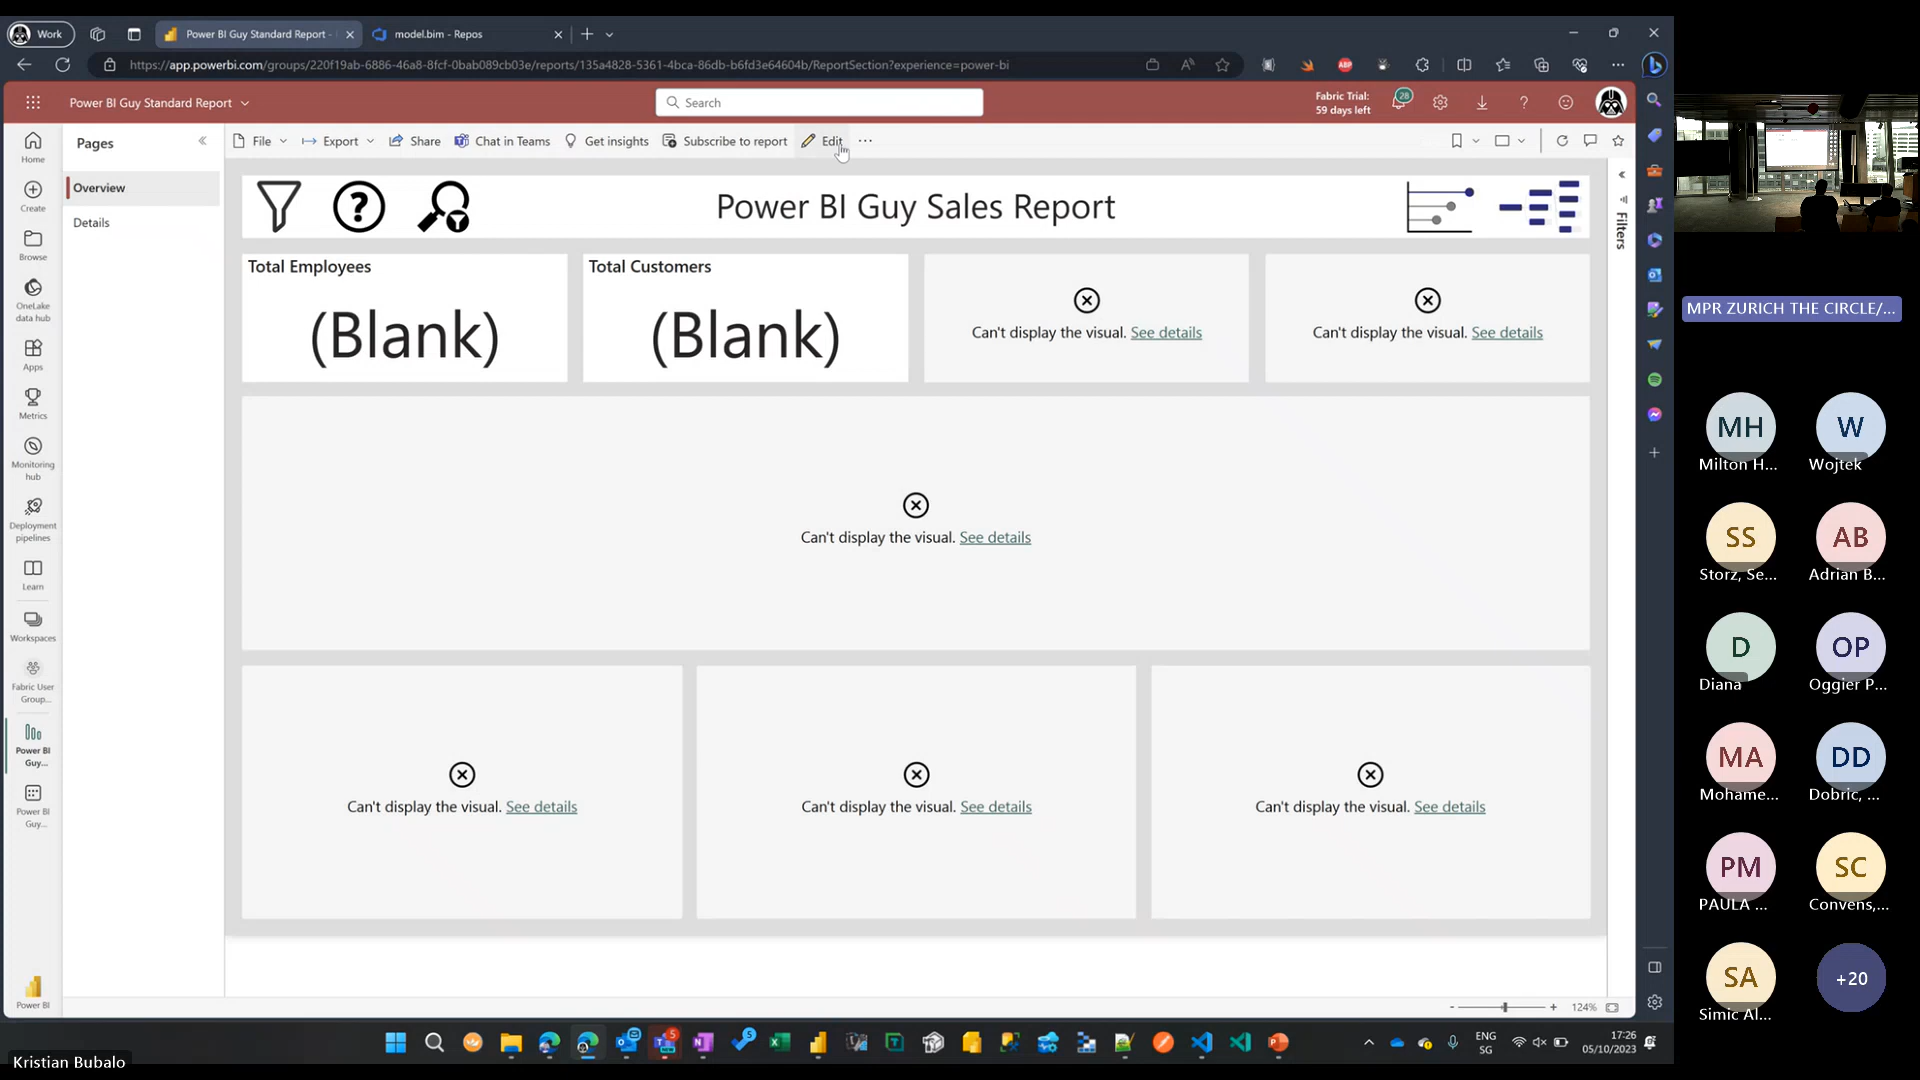 Work
Power BI Guy Standard Report -
model.bim - Repos
https://app.powerbi.com/groups/220f19ab-6886-46a8-8fcf-0bab089cb03e/reports/135a4828-5361-4bca-86db-b6fd3e64604b/ReportSection?experience=power-bi
Power BI Guy Standard Report
Search
Fabric Trial:
59 days left
28
Home
Create
Browse
OneLake
data hub
Apps
Metrics
Monitoring
hub
Deployment
pipelines
Learn
Workspaces
Fabric User
Group...
Power BI
Guy...
Power BI
Guy...
Power BI
Pages
Overview
Details
File
Export
Share
Chat in Teams
Get insights
Subscribe to report
Edit
Power BI Guy Sales Report
Filters
Total Employees
(Blank)
Total Customers
(Blank)
Can't display the visual. See details
Can't display the visual. See details
Can't display the visual. See details
Can't display the visual. See details
Can't display the visual. See details
Can't display the visual. See details
124%
ENG
SG
17:26
05/10/2023
Kristian Bubalo
MPR ZURICH THE CIRCLE/...
MH
Milton H...
W
Wojtek
SS
Storz, Se...
AB
Adrian B...
D
Diana
OP
Oggier P...
MA
Mohame...
DD
Dobric, ...
PM
PAULA ...
SC
Convens,...
SA
Simic Al...
+20